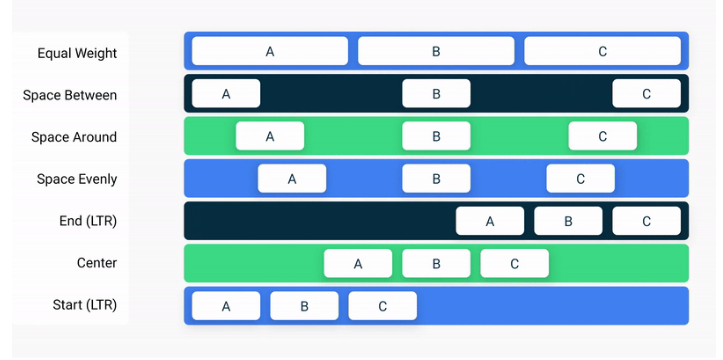 Equal Weight A B C
Space Between A B C
Space Around A B C
Space Evenly A B C
End (LTR) A B C
Center A B C
Start (LTR) A B C